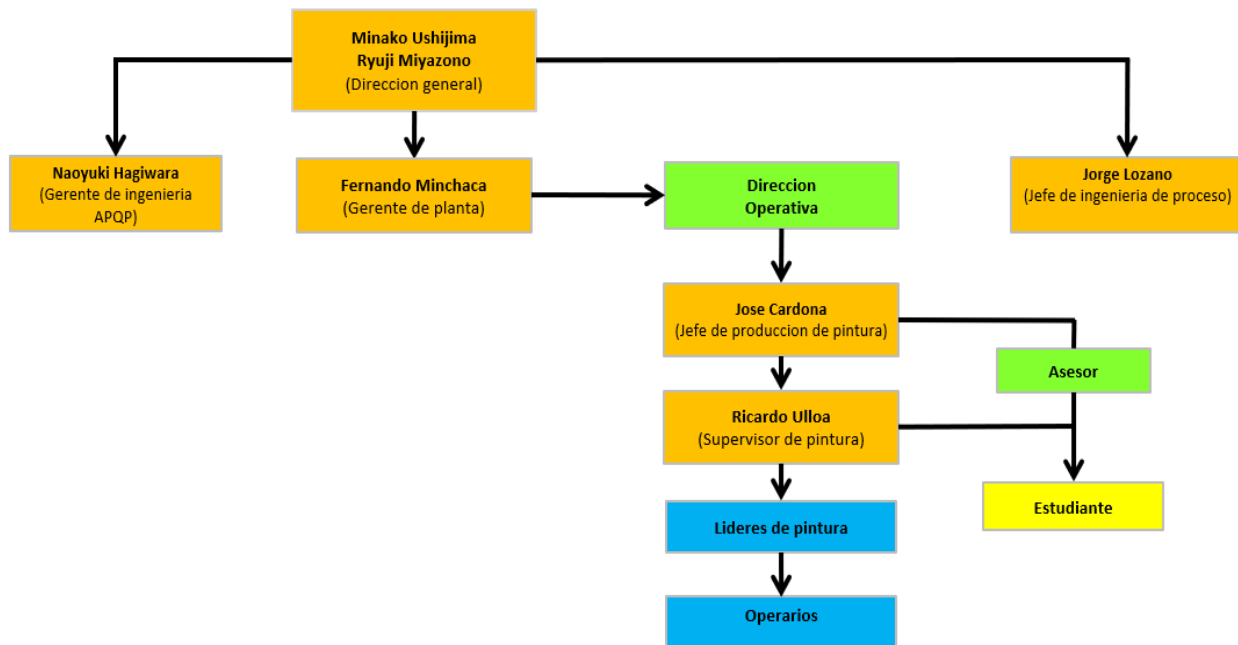 Minako Ushijima
Ryuji Miyazono
(Direccion general)
Naoyuki Hagiwara
(Gerente de ingenieria
APQP)
Fernando Minchaca
(Gerente de planta)
Direccion
Operativa
Jorge Lozano
(Jefe de ingenieria de proceso)
Jose Cardona
(Jefe de produccion de pintura)
Asesor
Ricardo Ulloa
(Supervisor de pintura)
Estudiante
Lideres de pintura
Operarios